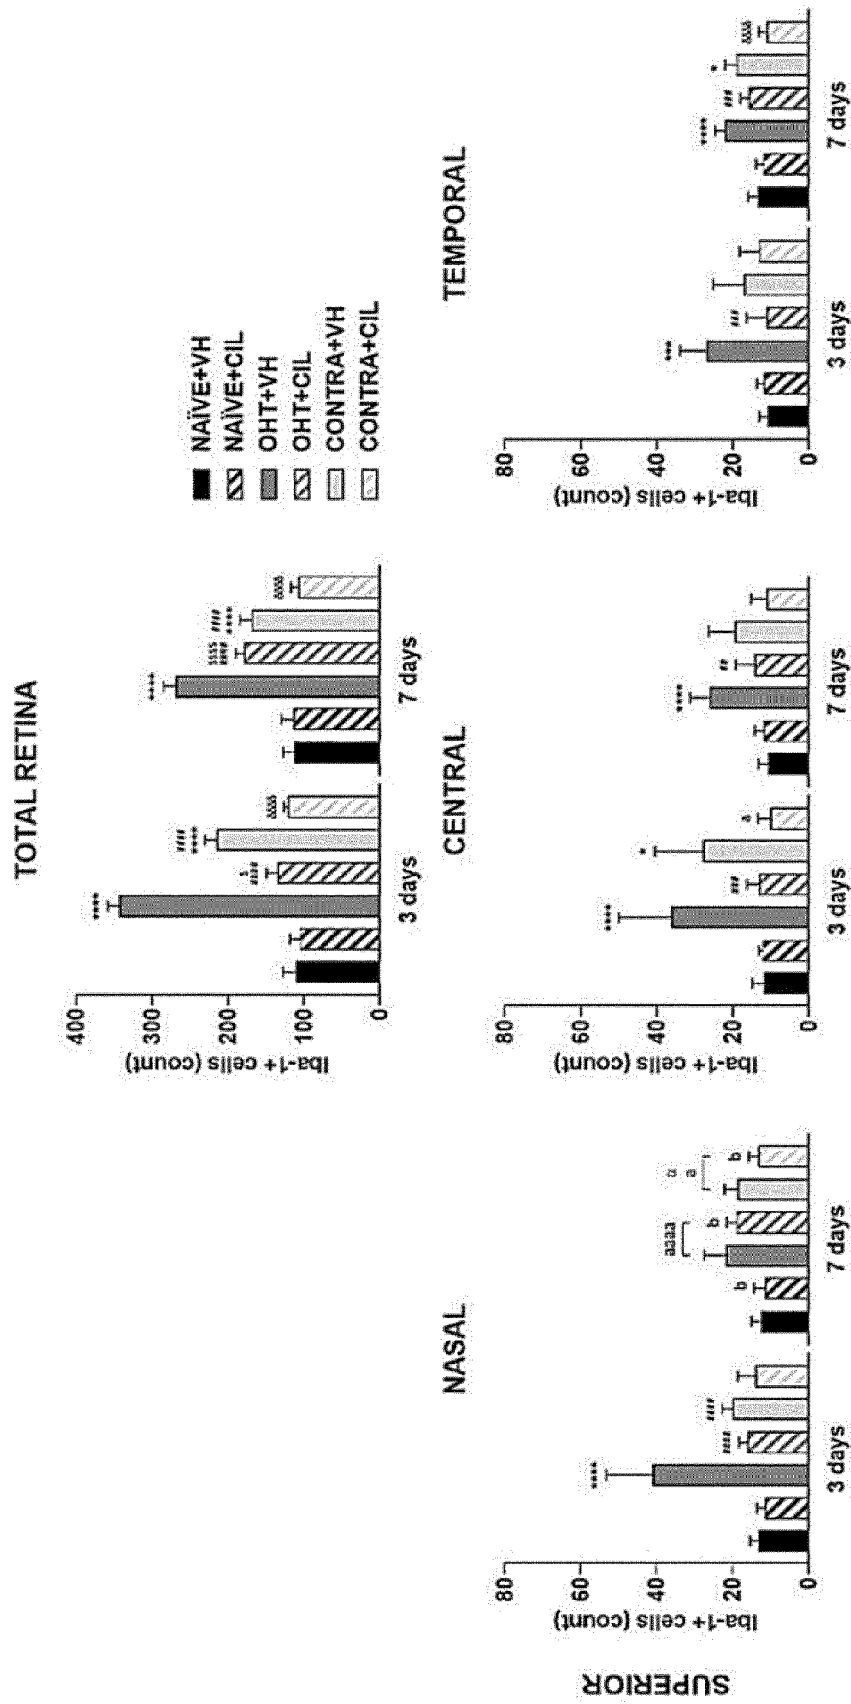 TOTAL RETINA
Iba-1+ cells (count)
400
300
200
100
0
****
$
####
####
****
&&&&
****
$$$$
####
####
****
&&&&
3 days
7 days
NAÏVE+VH
NAÏVE+CIL
OHT+VH
OHT+CIL
CONTRA+VH
CONTRA+CIL
SUPERIOR
NASAL
Iba-1+ cells (count)
80
60
40
20
0
****
####
####
b
aaaa
b
a
b
3 days
7 days
CENTRAL
Iba-1+ cells (count)
80
60
40
20
0
****
###
*
a
****
##
3 days
7 days
TEMPORAL
Iba-1+ cells (count)
80
60
40
20
0
***
###
****
###
*
&&&&
3 days
7 days